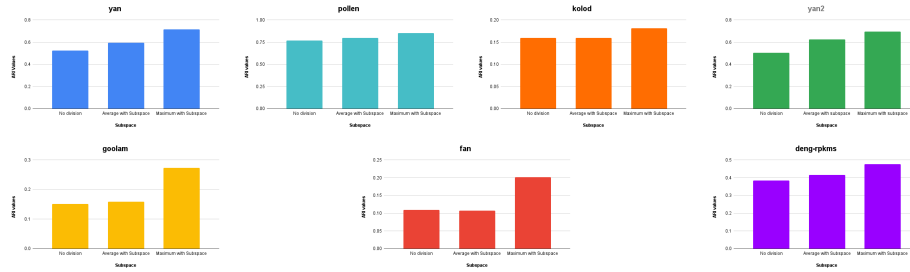 yan
0.8
0.6
0.4
0.2
0.0
ARI values
No division
Average with Subspace
Maximum with Subspace
Subspace
pollen
1.00
0.75
0.50
0.25
0.00
ARI values
No division
Average with Subspace
Maximum with Subspace
Subspace
kolod
0.20
0.15
0.10
0.05
0.00
ARI values
No division
Average with Subspace
Maximum with Subspace
Subspace
yan2
0.8
0.6
0.4
0.2
0.0
ARI values
No division
Average with subspace
Maximum with subspace
Subspace
goolam
0.3
0.2
0.1
0.0
ARI values
No division
Average with Subspace
Maximum with Subspace
Subspace
fan
0.25
0.20
0.15
0.10
0.05
0.00
ARI values
No division
Average with Subspace
Maximum with Subspace
Subspace
deng-rpkms
0.5
0.4
0.3
0.2
0.1
0.0
ARI values
No division
Average with Subspace
Maximum with Subspace
Subspace